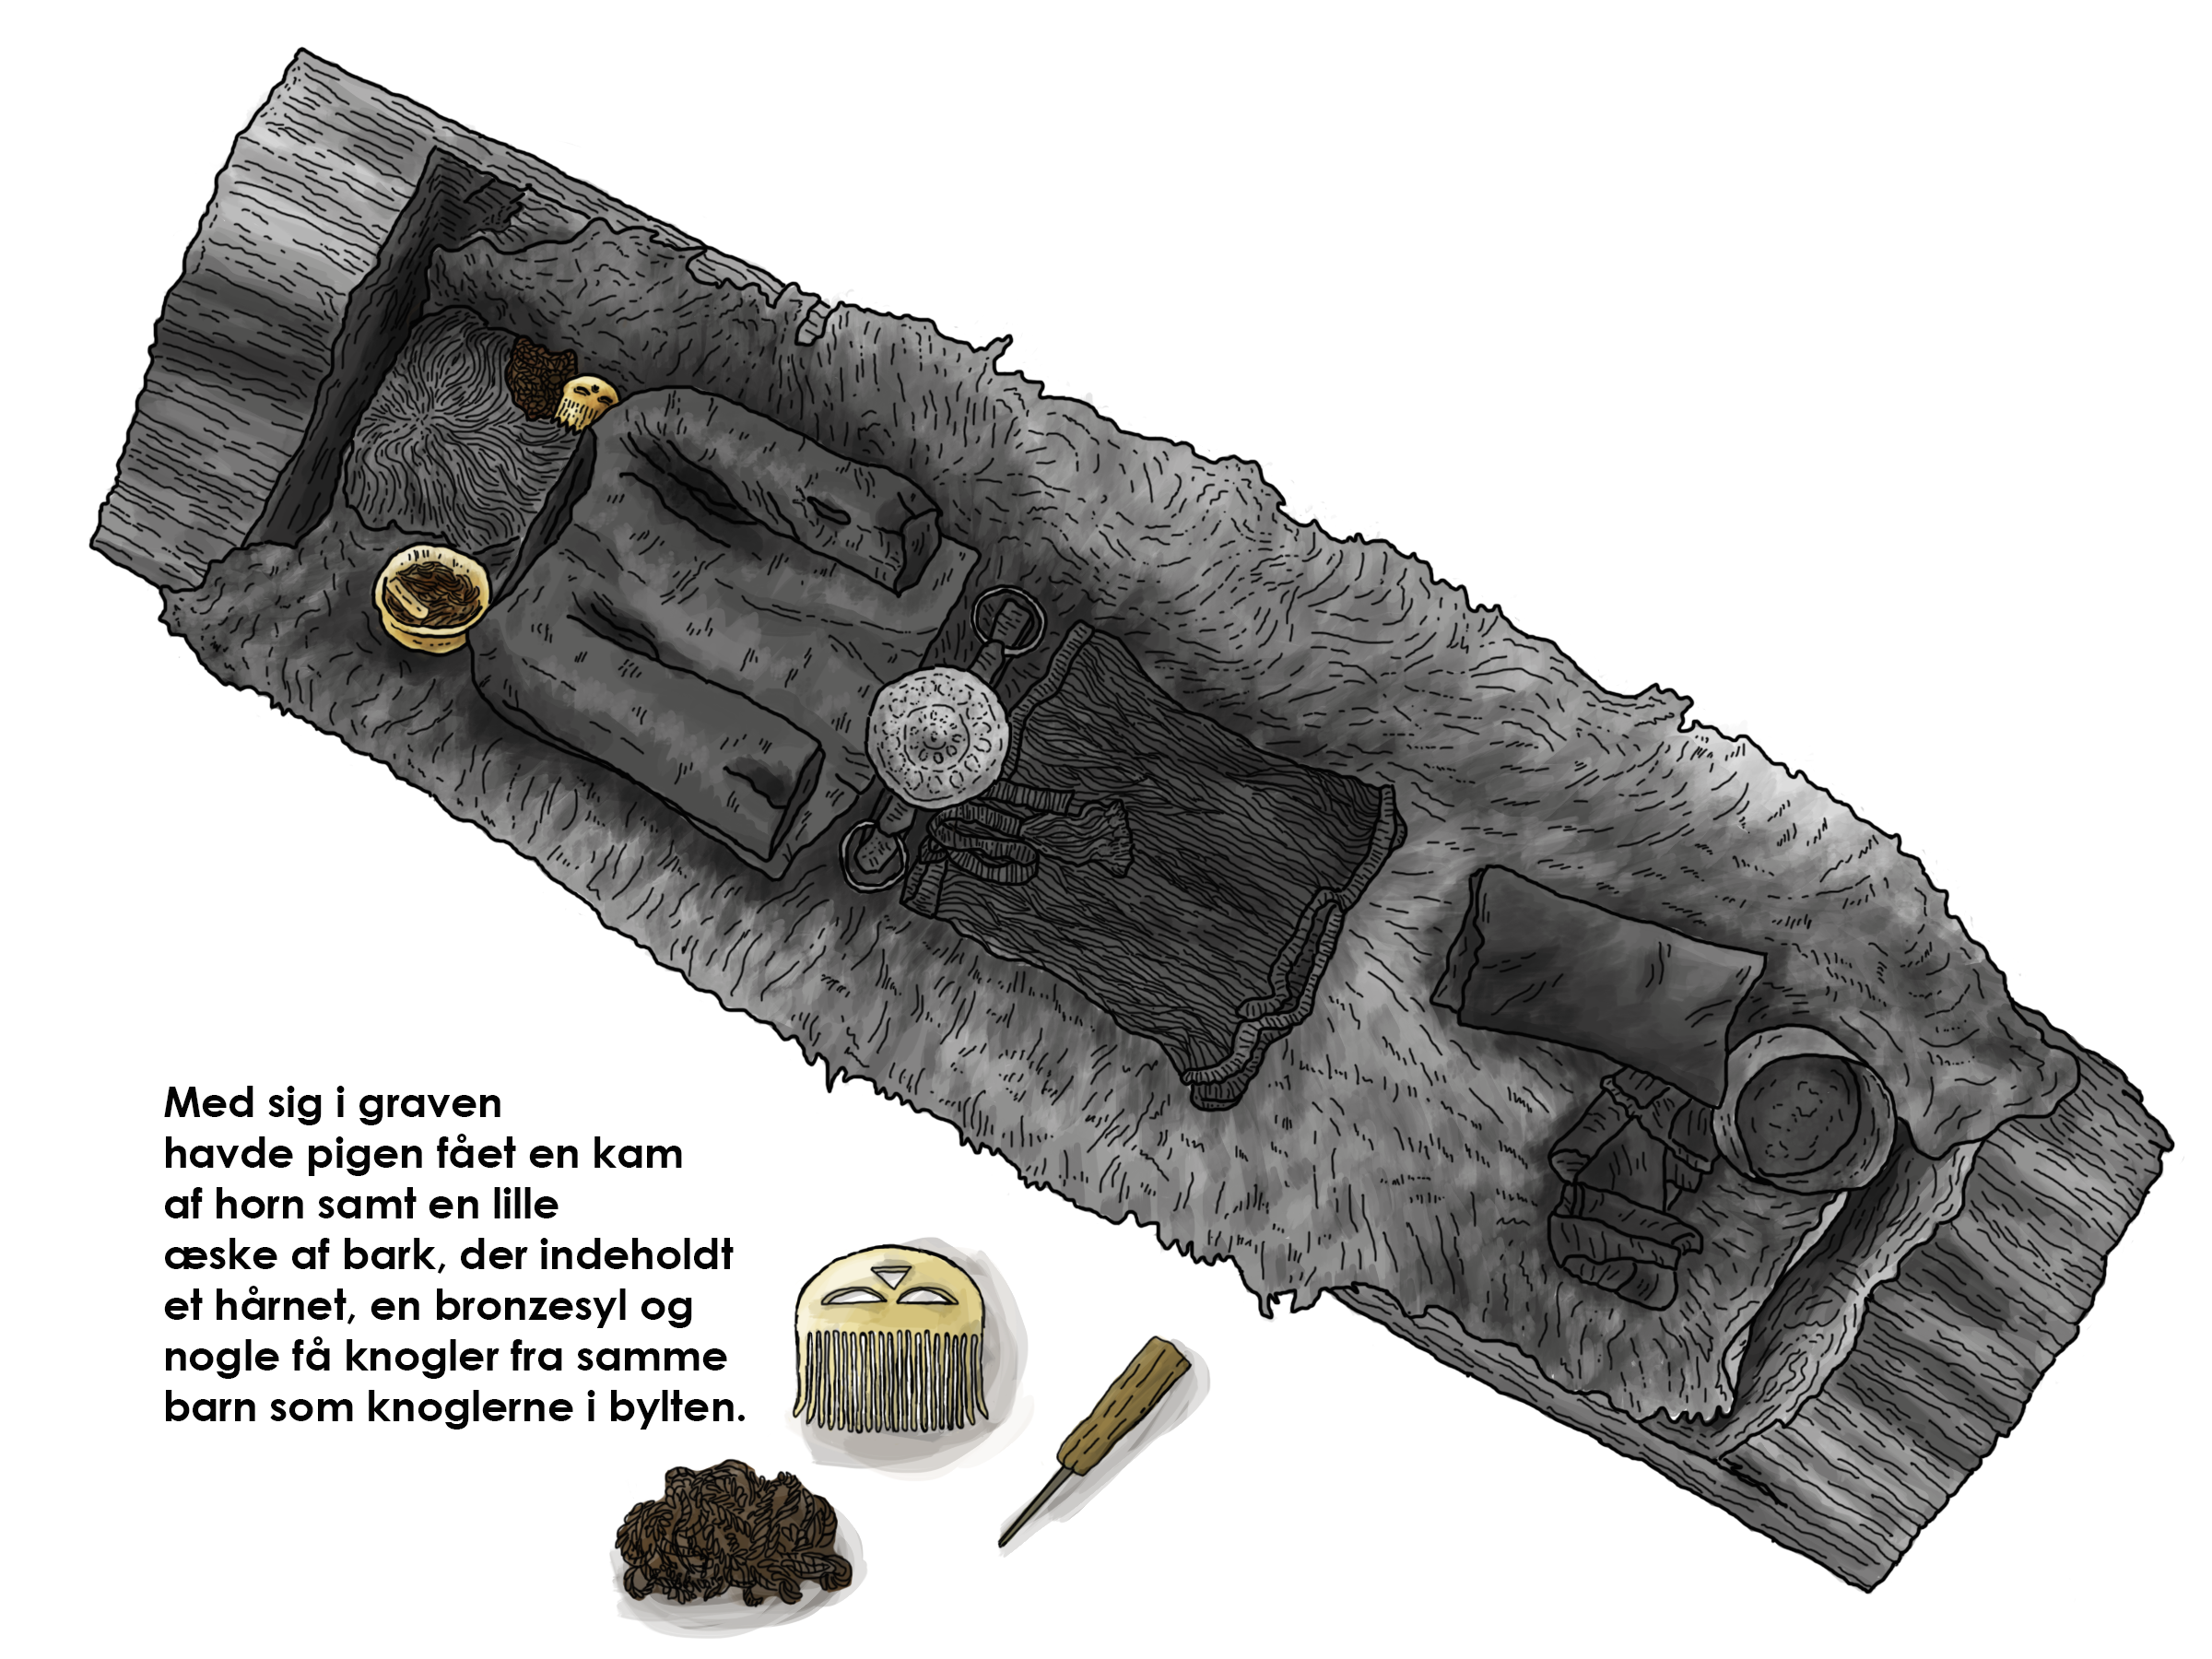 Med sig i graven
havde pigen fået en kam
af horn samt en lille
æske af bark, der indeholdt
et hårnet, en bronzesyl og
nogle få knogler fra samme
barn som knoglerne i bylten.